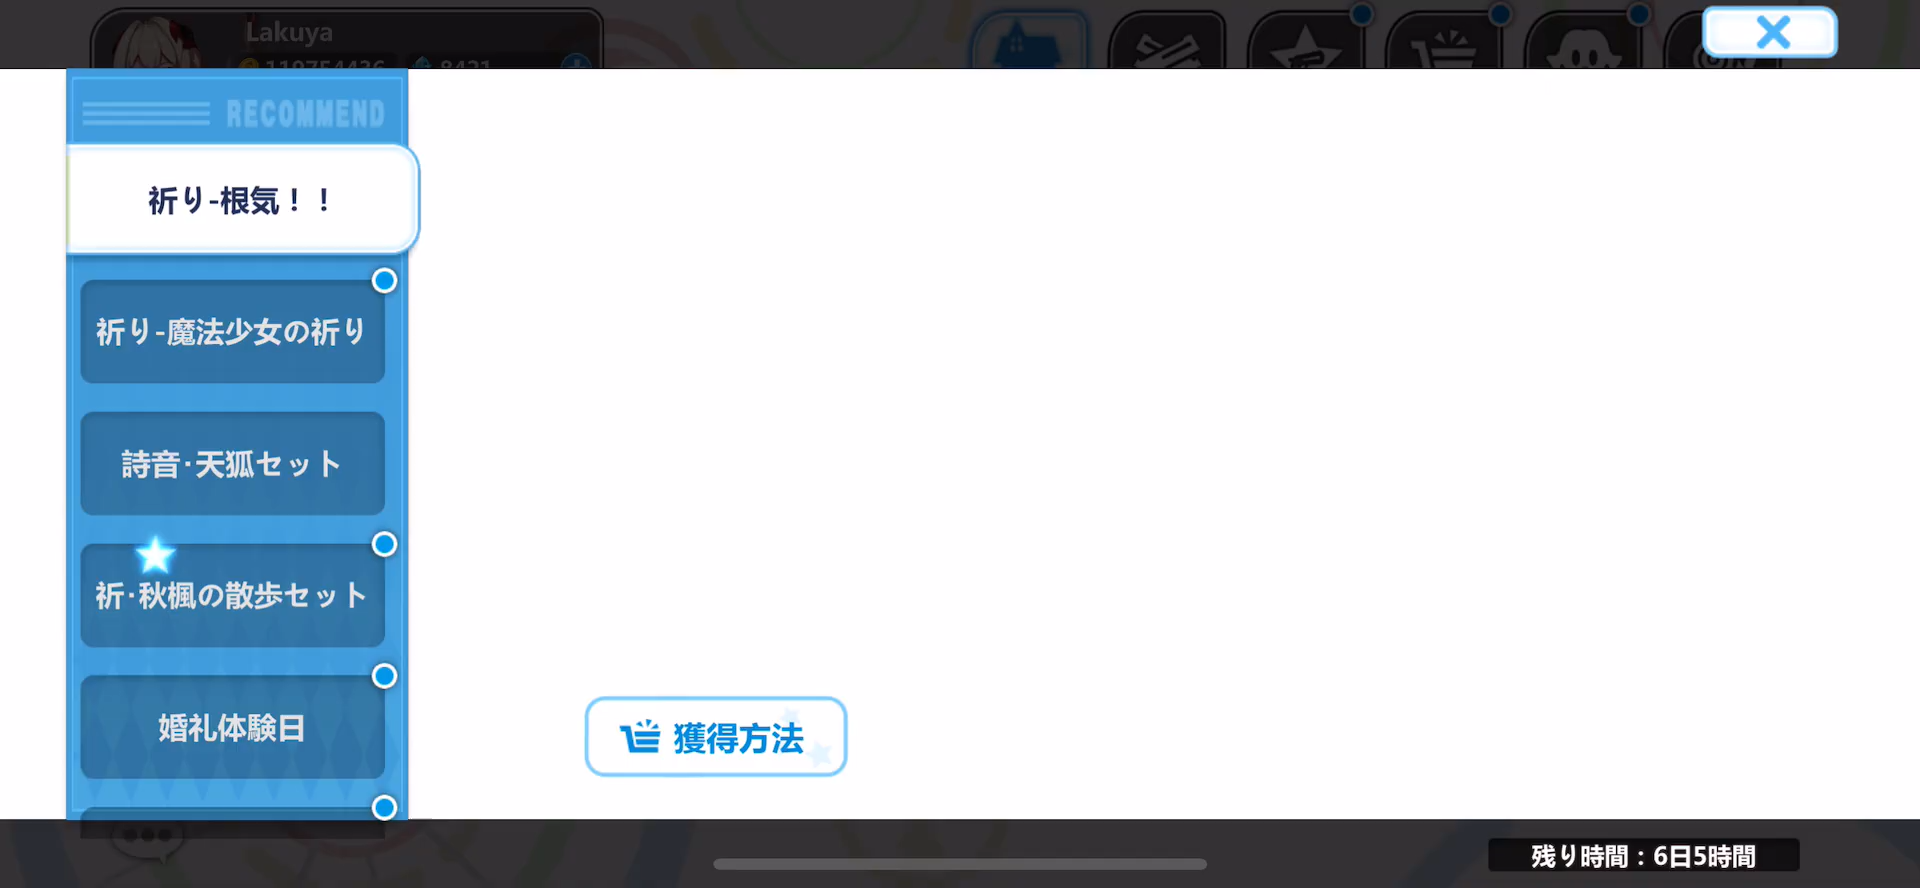 Lakuya
119754436
8421
RECOMMEND
祈り-根気！！
祈り-魔法少女の祈り
詩音·天狐セット
祈·秋楓の散歩セット
婚礼体験日
獲得方法
残り時間：6日5時間